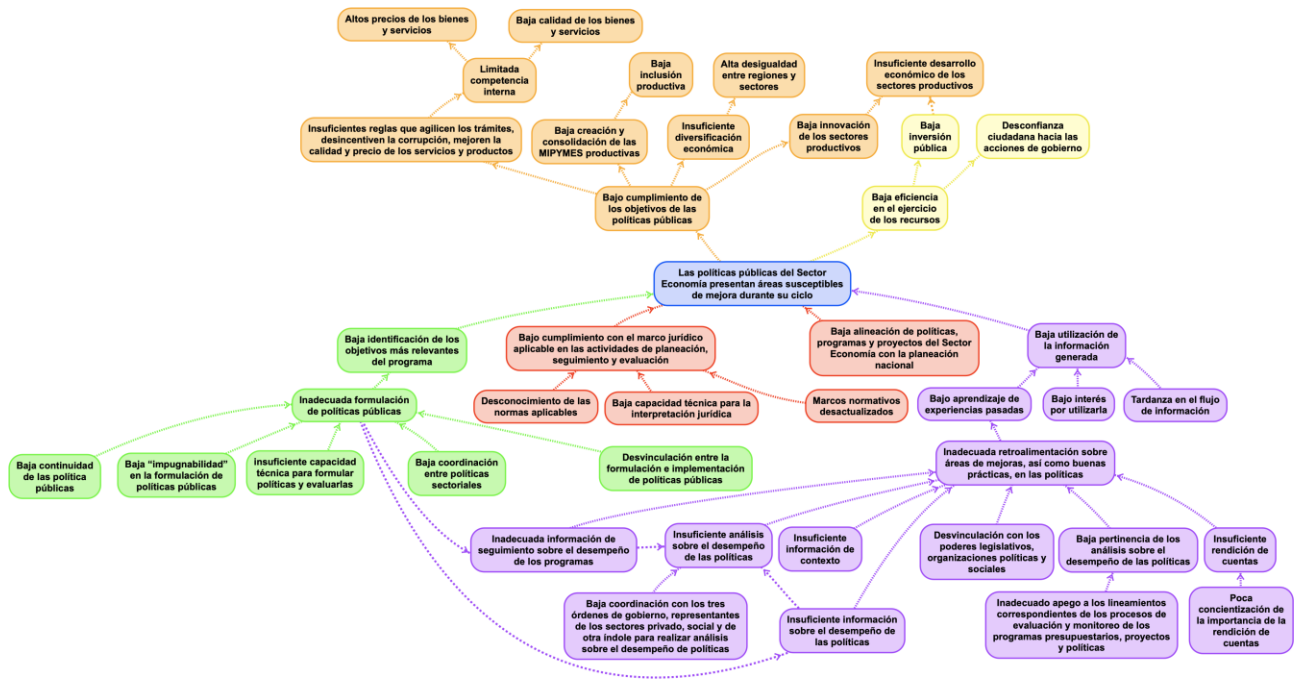 Altos precios de los bienes
y servicios
Baja calidad de los bienes
y servicios
Limitada
competencia
interna
Baja
inclusión
productiva
Alta desigualdad
entre regiones y
sectores
Insuficiente desarrollo
económico de los
sectores productivos
Insuficientes reglas que agilicen los trámites,
desincentiven la corrupción, mejoren la
calidad y precio de los servicios y productos
Baja creación y
consolidación de las
MIPYMES productivas
Insuficiente
diversificación
económica
Baja innovación
de los sectores
productivos
Baja
inversión
pública
Desconfianza
ciudadana hacia las
acciones de gobierno
Bajo cumplimiento de
los objetivos de las
políticas públicas
Baja eficiencia
en el ejercicio
de los recursos
Las políticas públicas del Sector
Economía presentan áreas susceptibles
de mejora durante su ciclo
Baja identificación de los
objetivos más relevantes
del programa
Bajo cumplimiento con el marco jurídico
aplicable en las actividades de planeación,
seguimiento y evaluación
Baja alineación de políticas,
programas y proyectos del Sector
Economía con la planeación
nacional
Baja utilización de
la información
generada
Inadecuada formulación
de políticas públicas
Desconocimiento de las
normas aplicables
Baja capacidad técnica para la
interpretación jurídica
Marcos normativos
desactualizados
Bajo aprendizaje de
experiencias pasadas
Bajo interés
por utilizarla
Tardanza en el flujo
de información
Baja continuidad
de las política
públicas
Baja “impugnabilidad”
en la formulación de
políticas públicas
Insuficiente capacidad
técnica para formular
políticas y evaluarlas
Baja coordinación
entre políticas
sectoriales
Desvinculación entre la
formulación e implementación
de políticas públicas
Inadecuada retroalimentación sobre
áreas de mejoras, así como buenas
prácticas, en las políticas
Inadecuada información de
seguimiento sobre el desempeño
de los programas
Insuficiente análisis
sobre el desempeño
de las políticas
Insuficiente
información de
contexto
Desvinculación con los
poderes legislativos,
organizaciones políticas y
sociales
Baja pertinencia de los
análisis sobre el
desempeño de las políticas
Insuficiente
rendición de
cuentas
Baja coordinación con los tres
órdenes de gobierno, representantes
de los sectores privado, social y de
otra índole para realizar análisis
sobre el desempeño de políticas
Insuficiente información
sobre el desempeño de
las políticas
Inadecuado apego a los lineamientos
correspondientes de los procesos de
evaluación y monitoreo de los
programas presupuestarios, proyectos
y políticas
Poca
concientización de
la importancia de la
rendición de
cuentas